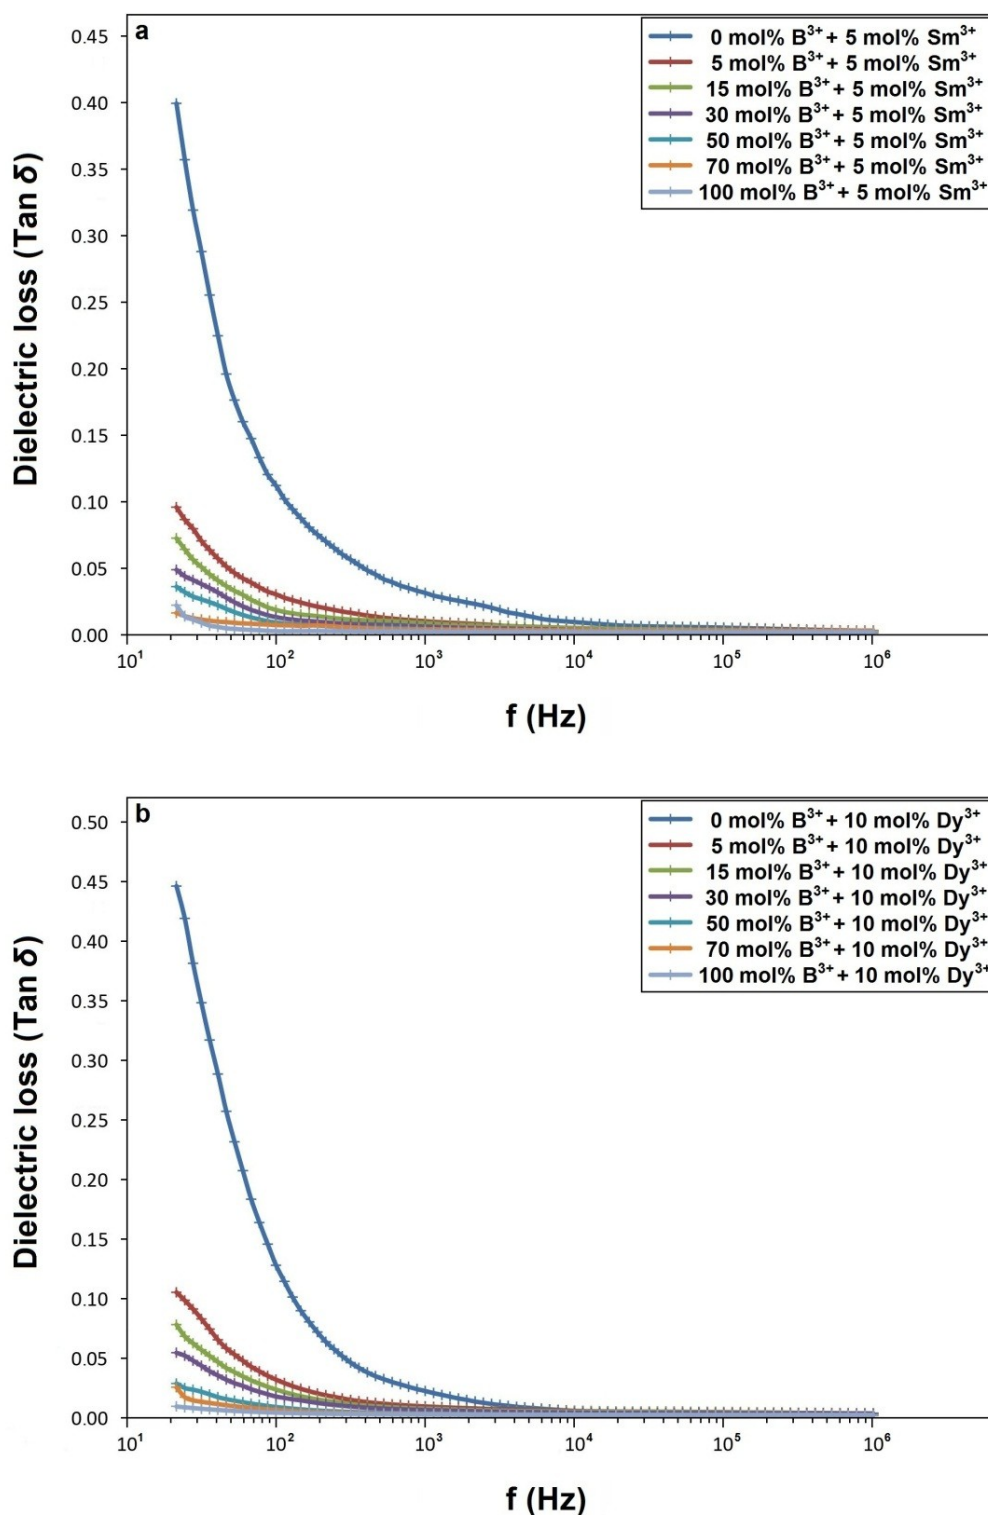 a
0 mol% B³⁺ + 5 mol% Sm³⁺
5 mol% B³⁺ + 5 mol% Sm³⁺
15 mol% B³⁺ + 5 mol% Sm³⁺
30 mol% B³⁺ + 5 mol% Sm³⁺
50 mol% B³⁺ + 5 mol% Sm³⁺
70 mol% B³⁺ + 5 mol% Sm³⁺
100 mol% B³⁺ + 5 mol% Sm³⁺
Dielectric loss (Tan δ)
0.45
0.40
0.35
0.30
0.25
0.20
0.15
0.10
0.05
0.00
10¹ 10² 10³ 10⁴ 10⁵ 10⁶
f (Hz)
b
0 mol% B³⁺ + 10 mol% Dy³⁺
5 mol% B³⁺ + 10 mol% Dy³⁺
15 mol% B³⁺ + 10 mol% Dy³⁺
30 mol% B³⁺ + 10 mol% Dy³⁺
50 mol% B³⁺ + 10 mol% Dy³⁺
70 mol% B³⁺ + 10 mol% Dy³⁺
100 mol% B³⁺ + 10 mol% Dy³⁺
Dielectric loss (Tan δ)
0.50
0.45
0.40
0.35
0.30
0.25
0.20
0.15
0.10
0.05
0.00
10¹ 10² 10³ 10⁴ 10⁵ 10⁶
f (Hz)